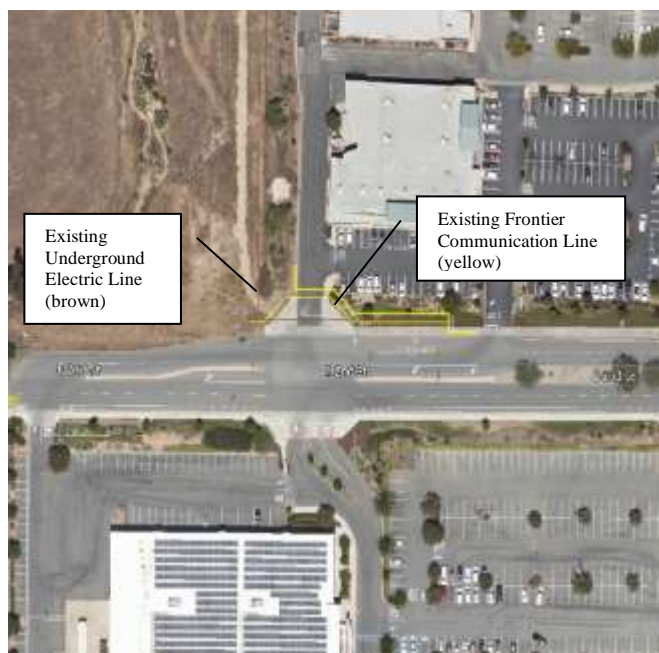 Existing
Underground
Electric Line
(brown)
Existing Frontier
Communication Line
(yellow)